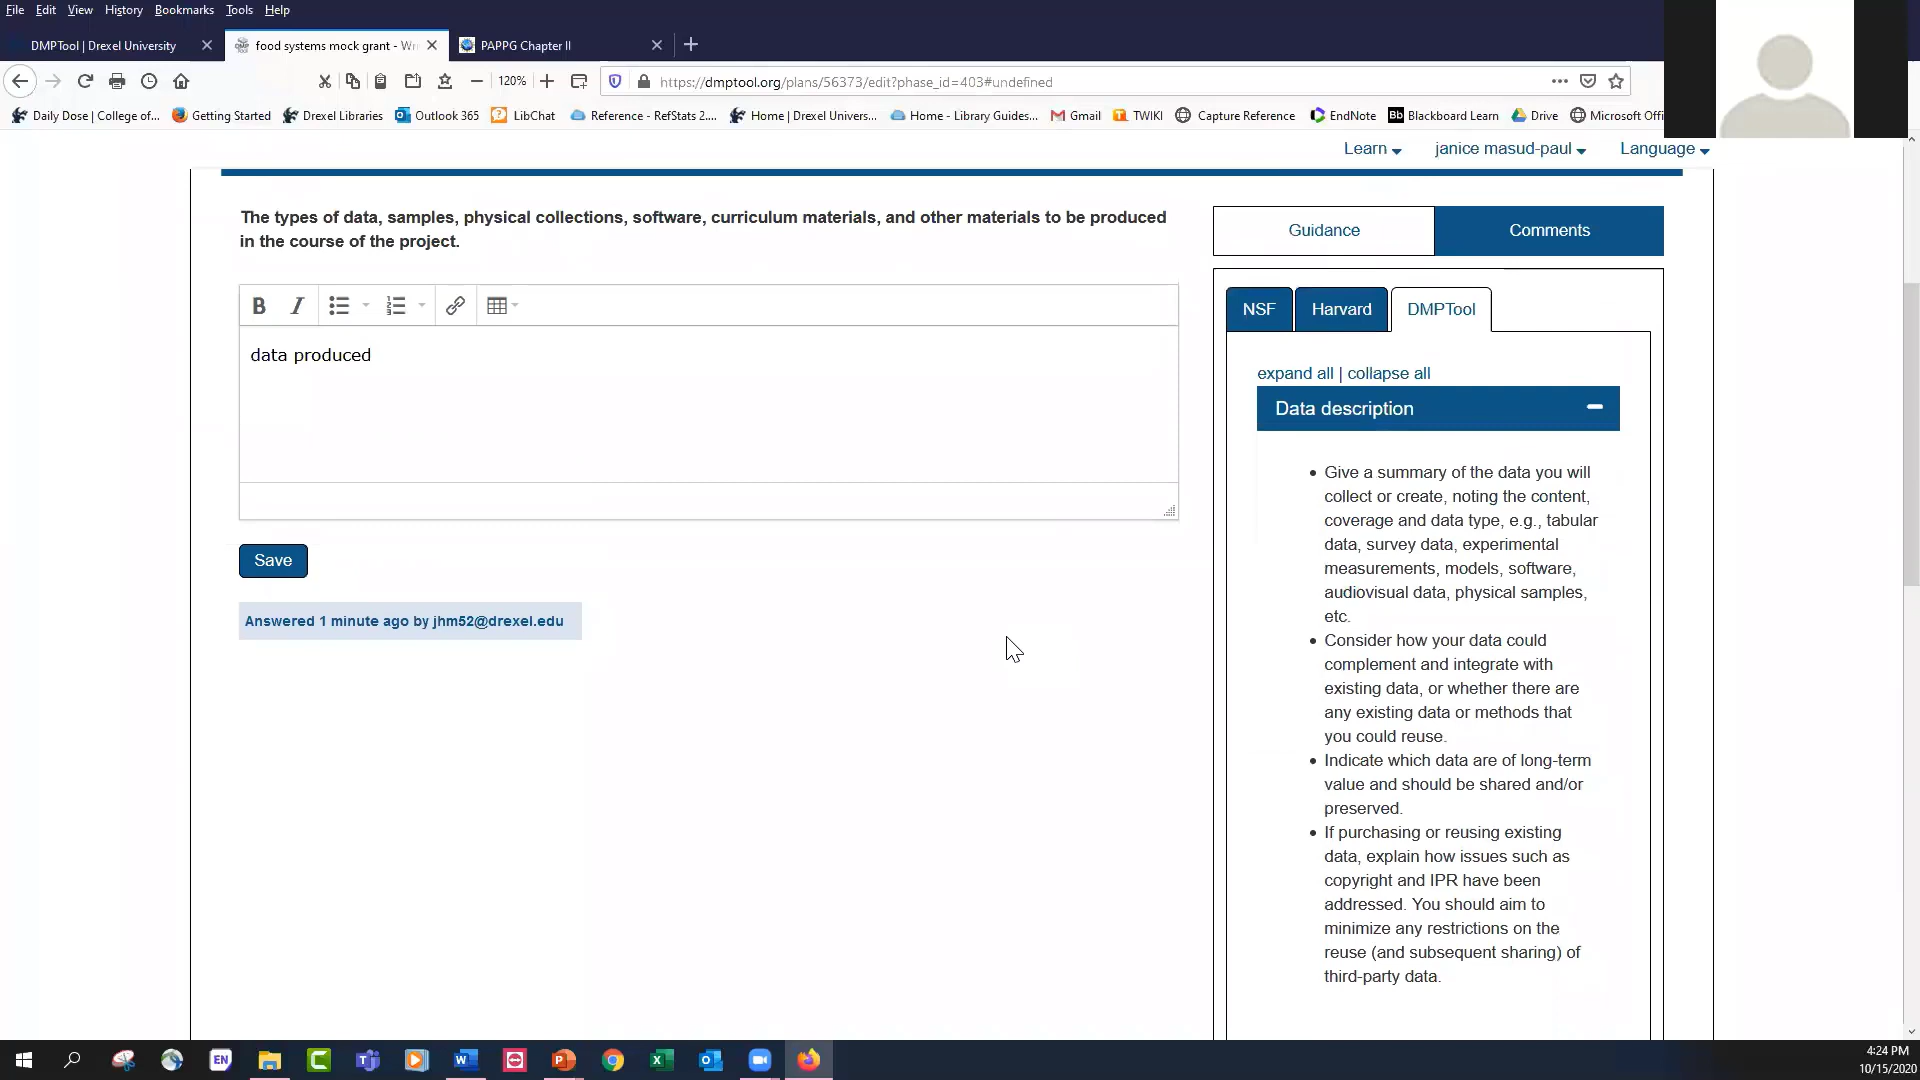 File Edit View History Bookmarks Tools Help
DMPTool | Drexel University
food systems mock grant - Wr
PAPPG Chapter II
120%
https://dmptool.org/plans/56373/edit?phase_id=403#undefined
Daily Dose | College of... Getting Started Drexel Libraries Outlook 365 LibChat Reference - RefStats 2.... Home | Drexel Univers... Home - Library Guides... Gmail TWIKI Capture Reference EndNote Bb Blackboard Learn Drive Microsoft Offi
Learn janice masud-paul Language
The types of data, samples, physical collections, software, curriculum materials, and other materials to be produced
in the course of the project.
B I
data produced
Save
Answered 1 minute ago by jhm52@drexel.edu
Guidance Comments
NSF Harvard DMPTool
expand all | collapse all
Data description
• Give a summary of the data you will
collect or create, noting the content,
coverage and data type, e.g., tabular
data, survey data, experimental
measurements, models, software,
audiovisual data, physical samples,
etc.
• Consider how your data could
complement and integrate with
existing data, or whether there are
any existing data or methods that
you could reuse.
• Indicate which data are of long-term
value and should be shared and/or
preserved.
• If purchasing or reusing existing
data, explain how issues such as
copyright and IPR have been
addressed. You should aim to
minimize any restrictions on the
reuse (and subsequent sharing) of
third-party data.
EN
4:24 PM
10/15/2020